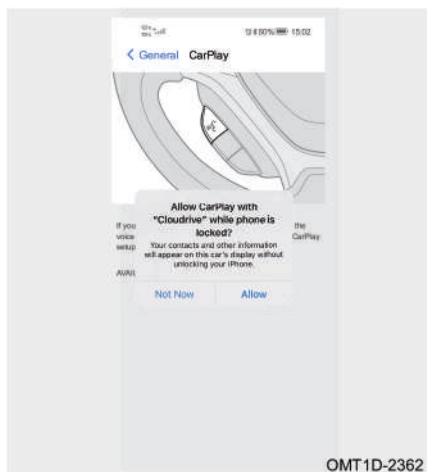 15:02
General CarPlay
Allow CarPlay with
"Cloudrive" while phone is
locked?
Your contacts and other information
will appear on this car's display without
unlocking your iPhone.
If you the
voice CarPlay
setup
AVAIL
Not Now Allow
OMT1D-2362